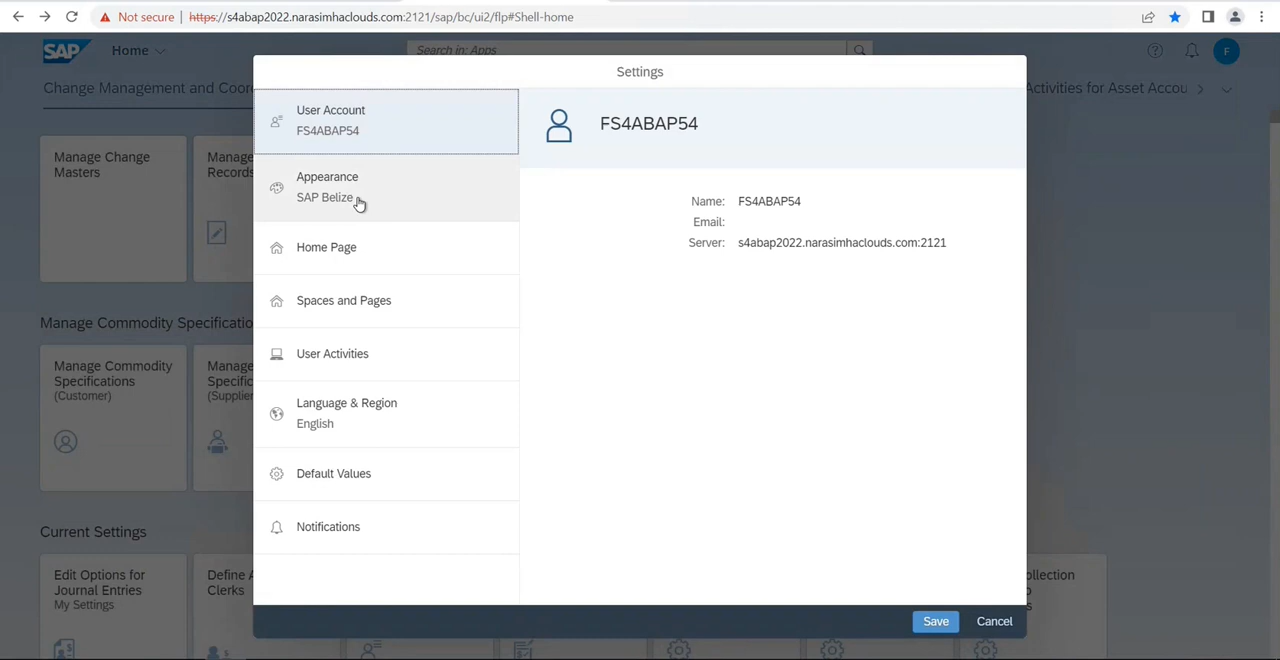 Not secure | https://s4abap2022.narasimhaclouds.com:2121/sap/bc/ui2/flp#Shell-home
SAP Home
Search in: Apps
F
Change Management and Coor
Activities for Asset Accou
Settings
User Account
FS4ABAP54
Appearance
SAP Belize
Home Page
Spaces and Pages
User Activities
Language & Region
English
Default Values
Notifications
FS4ABAP54
Name: FS4ABAP54
Email:
Server: s4abap2022.narasimhaclouds.com:2121
Save
Cancel
Manage Change
Masters
Manage
Records
Manage Commodity Specificatio
Manage Commodity
Specifications
(Customer)
Manage
Specific
(Supplier
Current Settings
Edit Options for
Journal Entries
My Settings
Define A
Clerks
ollection